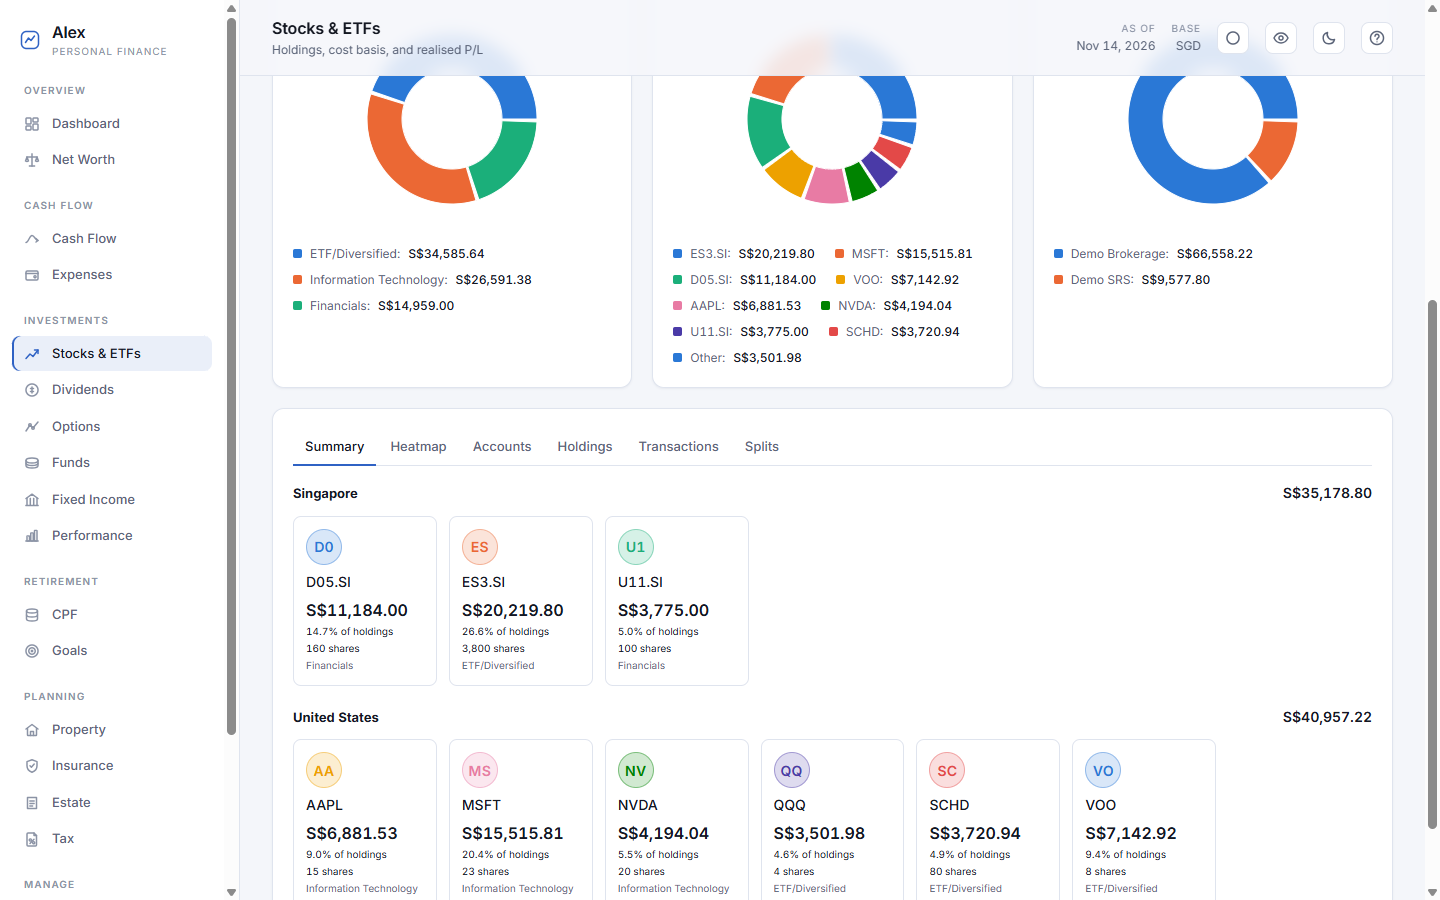 Alex
PERSONAL FINANCE
OVERVIEW
Dashboard
Net Worth
CASH FLOW
Cash Flow
Expenses
INVESTMENTS
Stocks & ETFs
Dividends
Options
Funds
Fixed Income
Performance
RETIREMENT
CPF
Goals
PLANNING
Property
Insurance
Estate
Tax
MANAGE
Stocks & ETFs
Holdings, cost basis, and realised P/L
AS OF
Nov 14, 2026
BASE
SGD
ETF/Diversified: S$34,585.64
Information Technology: S$26,591.38
Financials: S$14,959.00
ES3.SI: S$20,219.80 MSFT: S$15,515.81
D05.SI: S$11,184.00 VOO: S$7,142.92
AAPL: S$6,881.53 NVDA: S$4,194.04
U11.SI: S$3,775.00 SCHD: S$3,720.94
Other: S$3,501.98
Demo Brokerage: S$66,558.22
Demo SRS: S$9,577.80
Summary Heatmap Accounts Holdings Transactions Splits
Singapore S$35,178.80
D0
D05.SI
S$11,184.00
14.7% of holdings
160 shares
Financials
ES
ES3.SI
S$20,219.80
26.6% of holdings
3,800 shares
ETF/Diversified
U1
U11.SI
S$3,775.00
5.0% of holdings
100 shares
Financials
United States S$40,957.22
AA
AAPL
S$6,881.53
9.0% of holdings
15 shares
Information Technology
MS
MSFT
S$15,515.81
20.4% of holdings
23 shares
Information Technology
NV
NVDA
S$4,194.04
5.5% of holdings
20 shares
Information Technology
QQ
QQQ
S$3,501.98
4.6% of holdings
4 shares
ETF/Diversified
SC
SCHD
S$3,720.94
4.9% of holdings
80 shares
ETF/Diversified
VO
VOO
S$7,142.92
9.4% of holdings
8 shares
ETF/Diversified